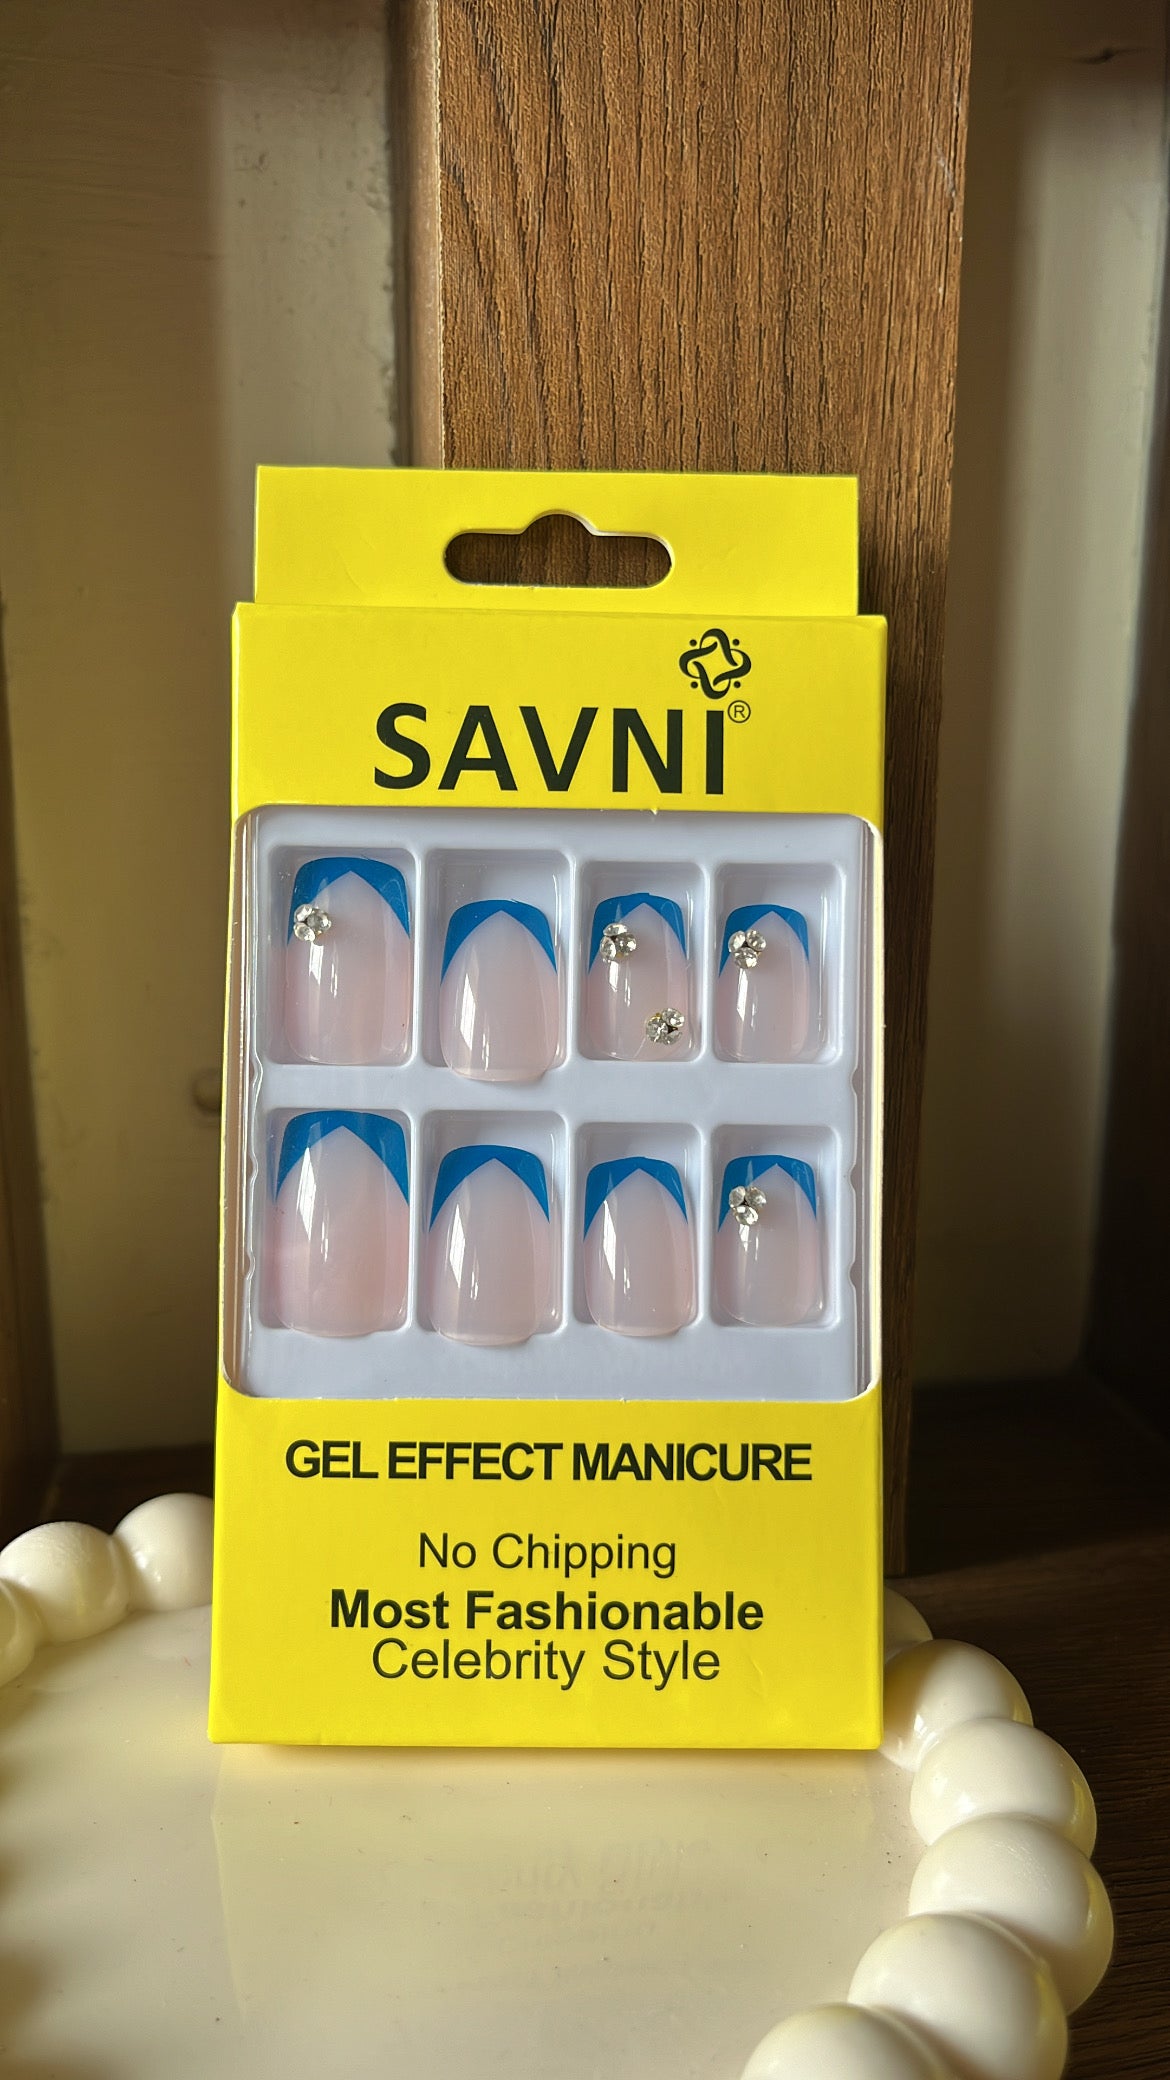 SAVNI®
GEL EFFECT MANICURE
No Chipping
Most Fashionable
Celebrity Style